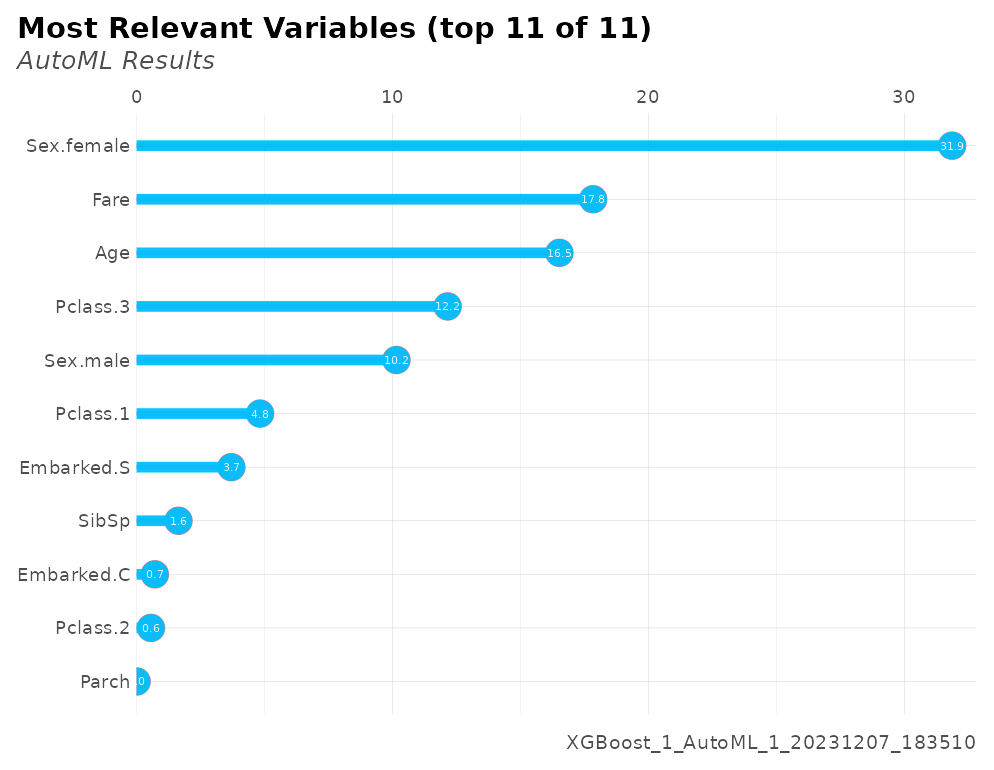 Most Relevant Variables (top 11 of 11)
AutoML Results
0 10 20 30
Sex.female 31.9
Fare 17.8
Age 16.5
Pclass.3 12.2
Sex.male 10.2
Pclass.1 4.8
Embarked.S 3.7
SibSp 1.6
Embarked.C 0.7
Pclass.2 0.6
Parch
XGBoost_1_AutoML_1_20231207_183510